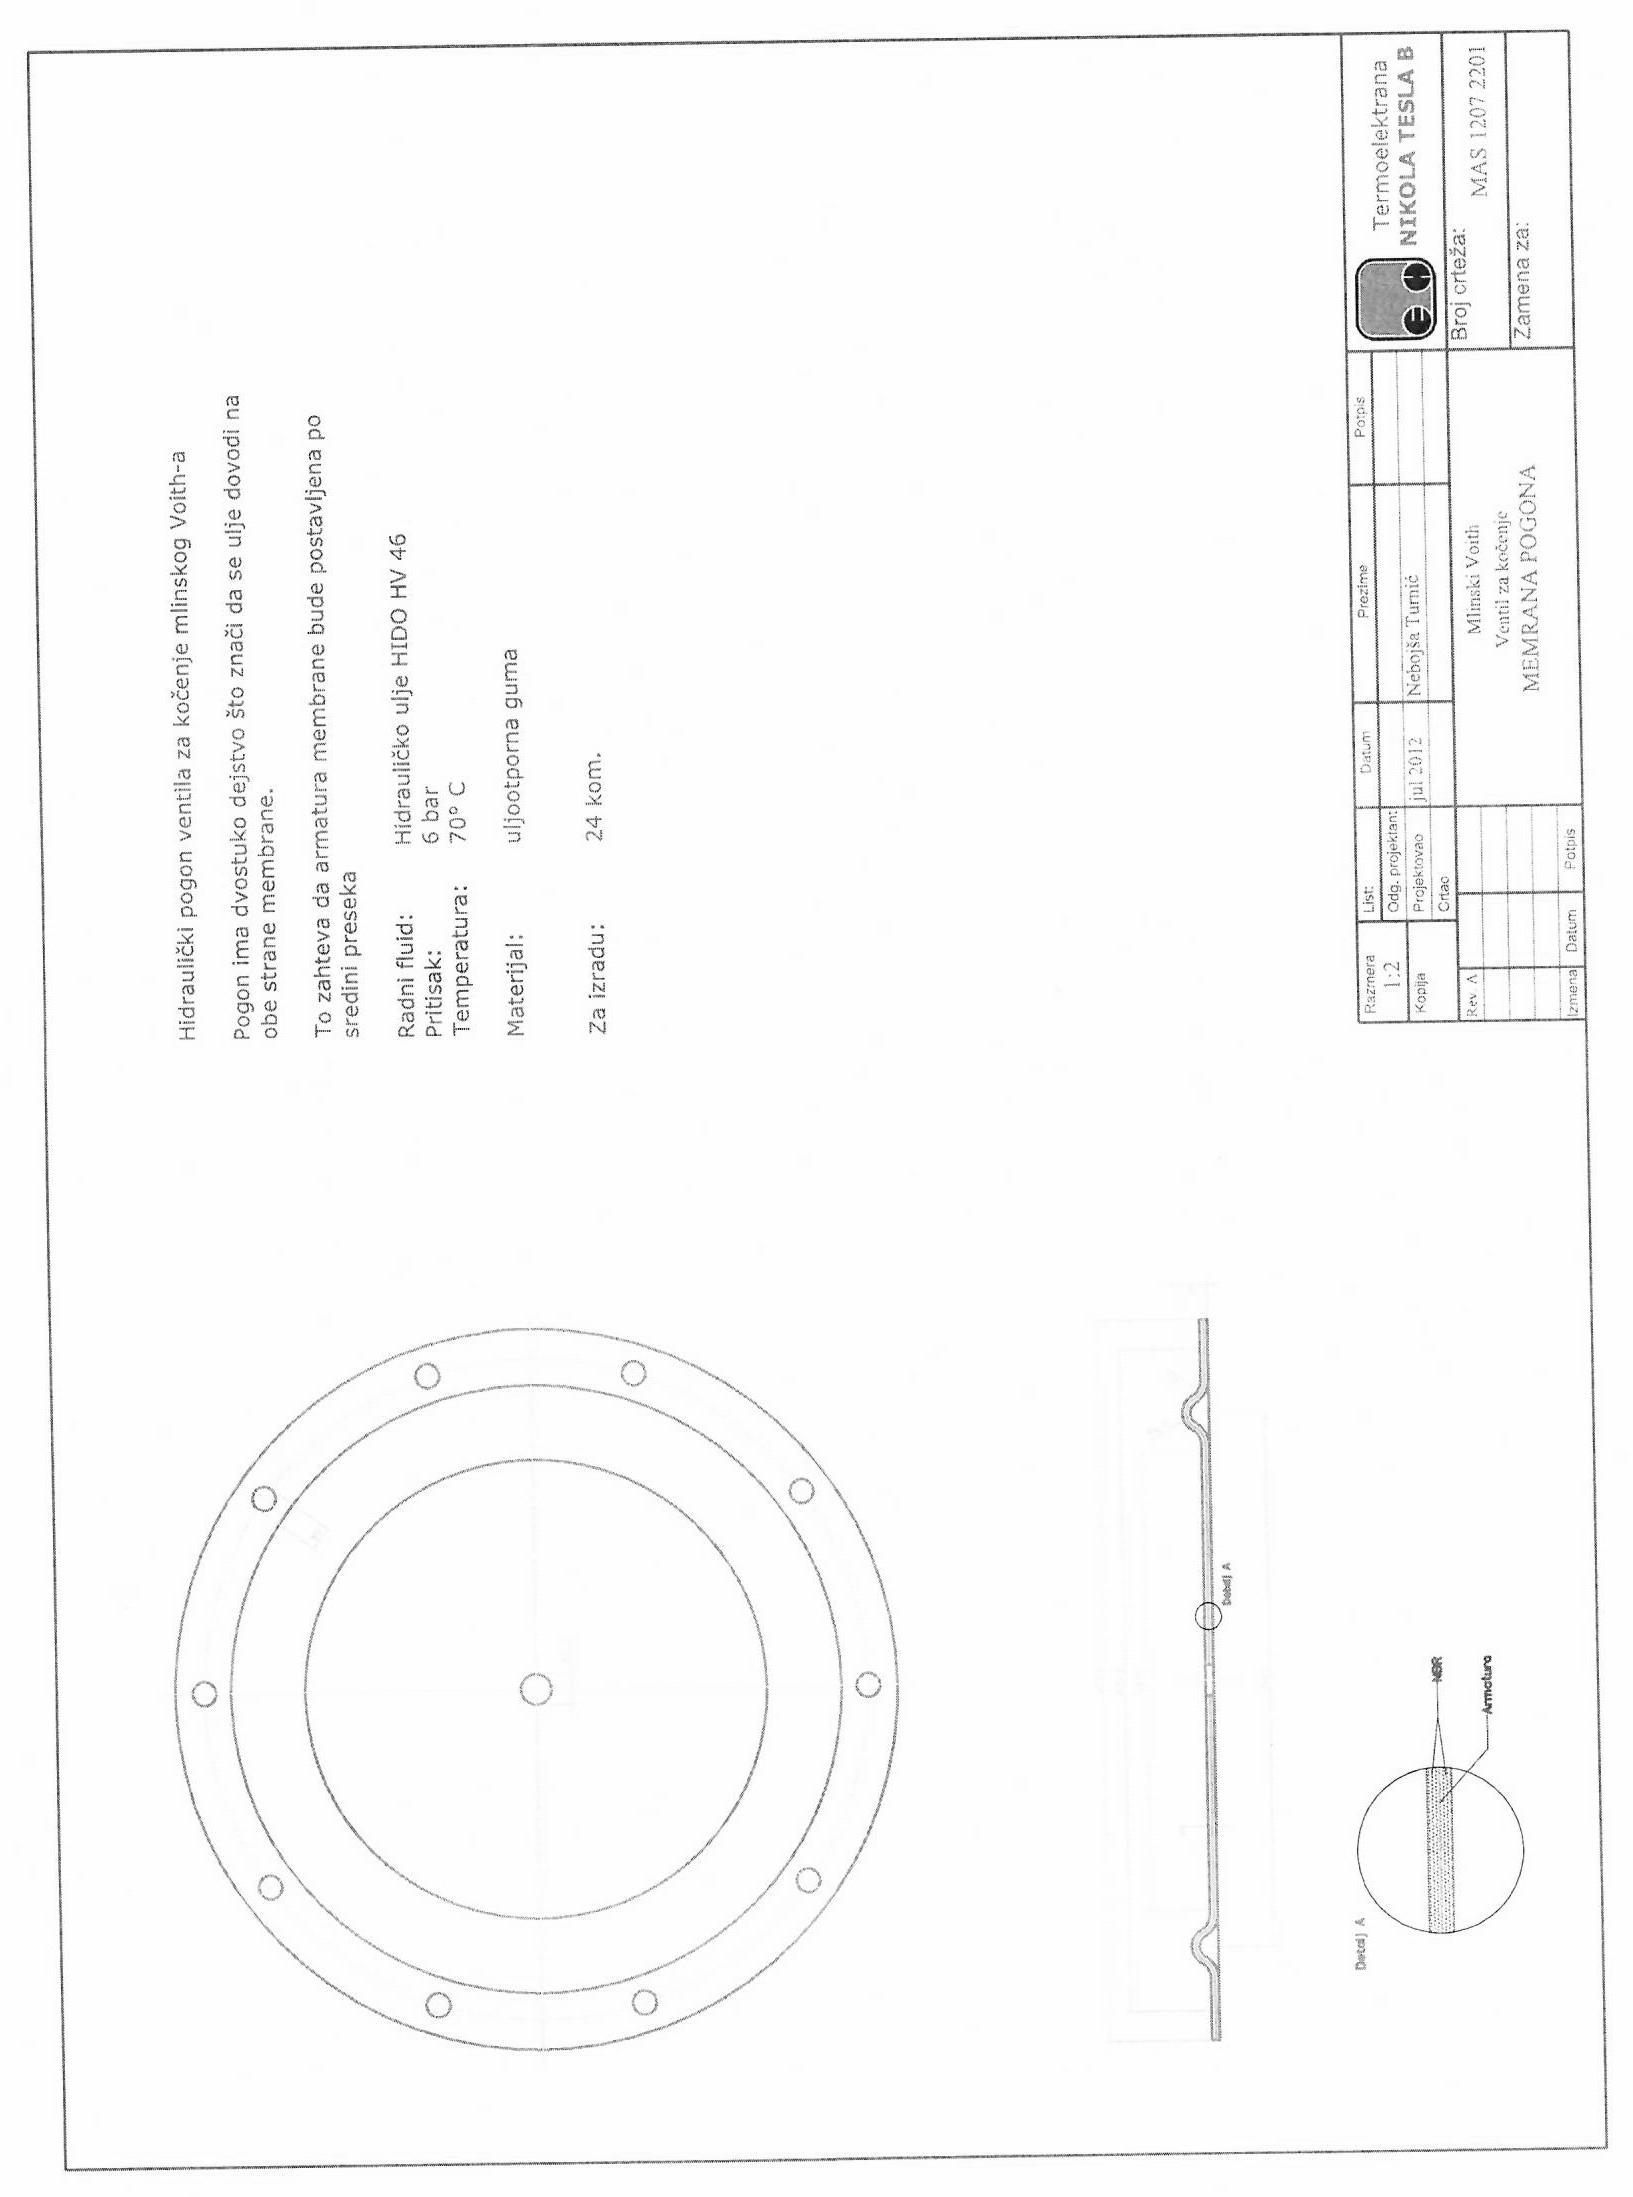 Hidraulički pogon ventila za kočenje mlinskog Voith-a
Pogon ima dvostuko dejstvo što znači da se ulje dovodi na
obe strane membrane.
To zahteva da armatura membrane bude postavljena po
sredini preseka
Radni fluid: Hidrauličko ulje HIDO HV 46
Pritisak: 6 bar
Temperatura: 70° C
Materijal: uljootporna guma
Za izradu: 24 kom.
Detalj A
Detalj A
NBR
Armatura
Razmera
1:2
Kopija
List:
Datum
Prezime
Potpis
Odg. projektant
Projektovao jul 2012 Nebojša Turnić
Crtao
Termoelektrana
NIKOLA TESLA B
Rev. A
Izmena Datum Potpis
Mlinski Voith
Ventil za kočenje
MEMRANA POGONA
Broj crteža:
MAS 1207 2201
Zamena za: